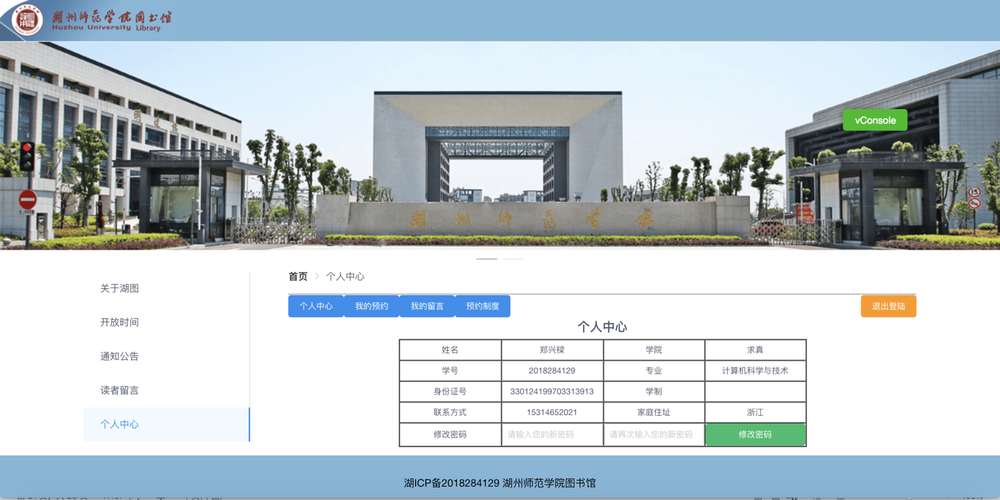 湖州师范学院图书馆
Huzhou University Library
vConsole
15
湖州师范学院
首页 个人中心
关于湖图
开放时间
通知公告
读者留言
个人中心
个人中心 我的预约 我的留言 预约制度 退出登陆
个人中心
姓名 郑兴樑 学院 求真
学号 2018284129 专业 计算机科学与技术
身份证号 330124199703313913 学制
联系方式 15314652021 家庭住址 浙江
修改密码 请输入您的新密码 请再次输入您的新密码 修改密码
湖ICP备2018284129 湖州师范学院图书馆